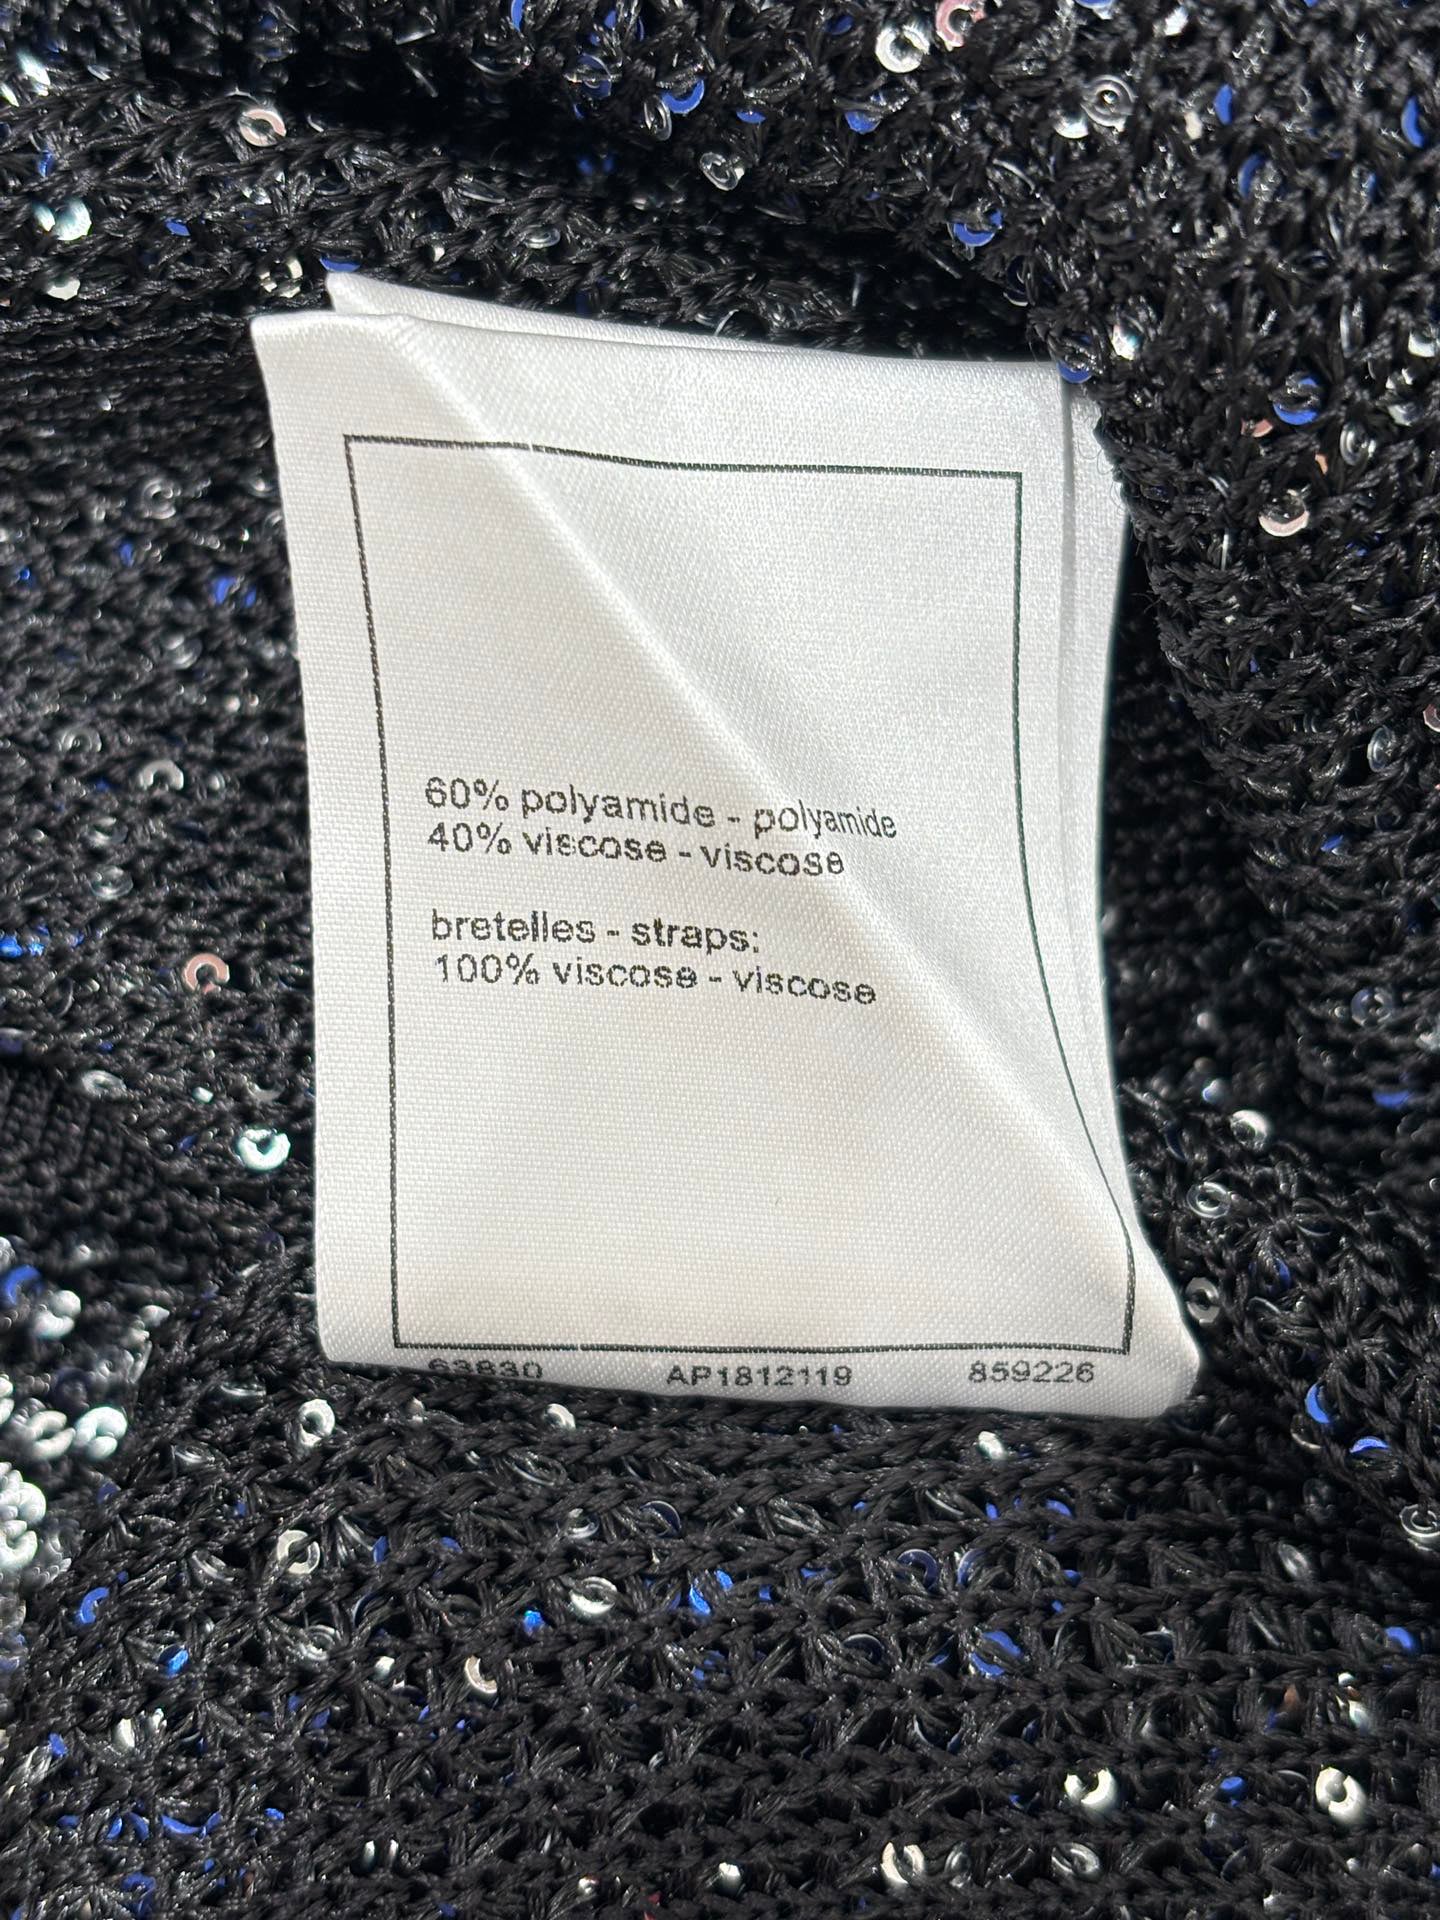 60% polyamide - polyamide
40% viscose - viscose
bretelles - straps:
100% viscose - viscose
63830 AP1812119 859226